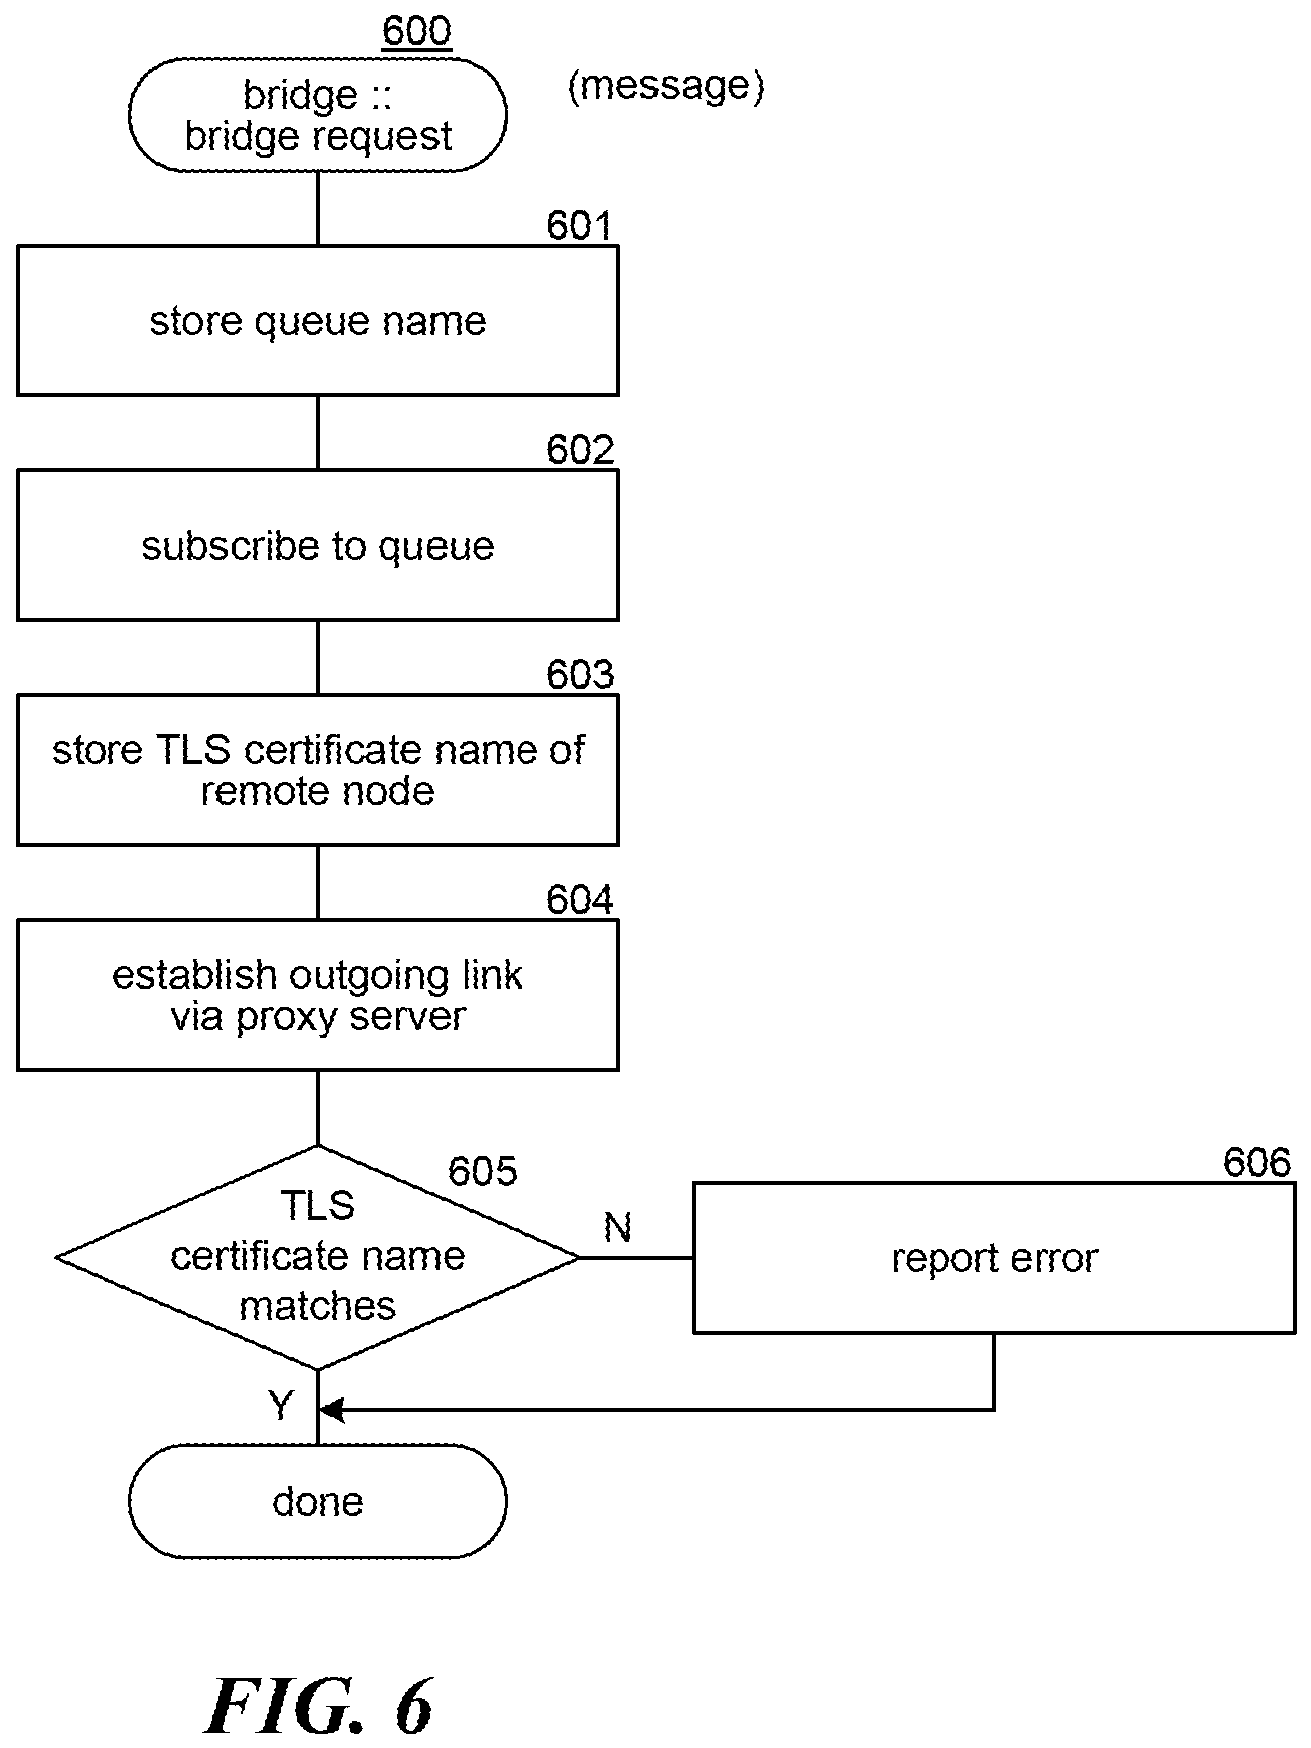 600
bridge ::
bridge request
(message)
601
store queue name
602
subscribe to queue
603
store TLS certificate name of
remote node
604
establish outgoing link
via proxy server
605
TLS
certificate name
matches
N
606
report error
Y
done
FIG. 6